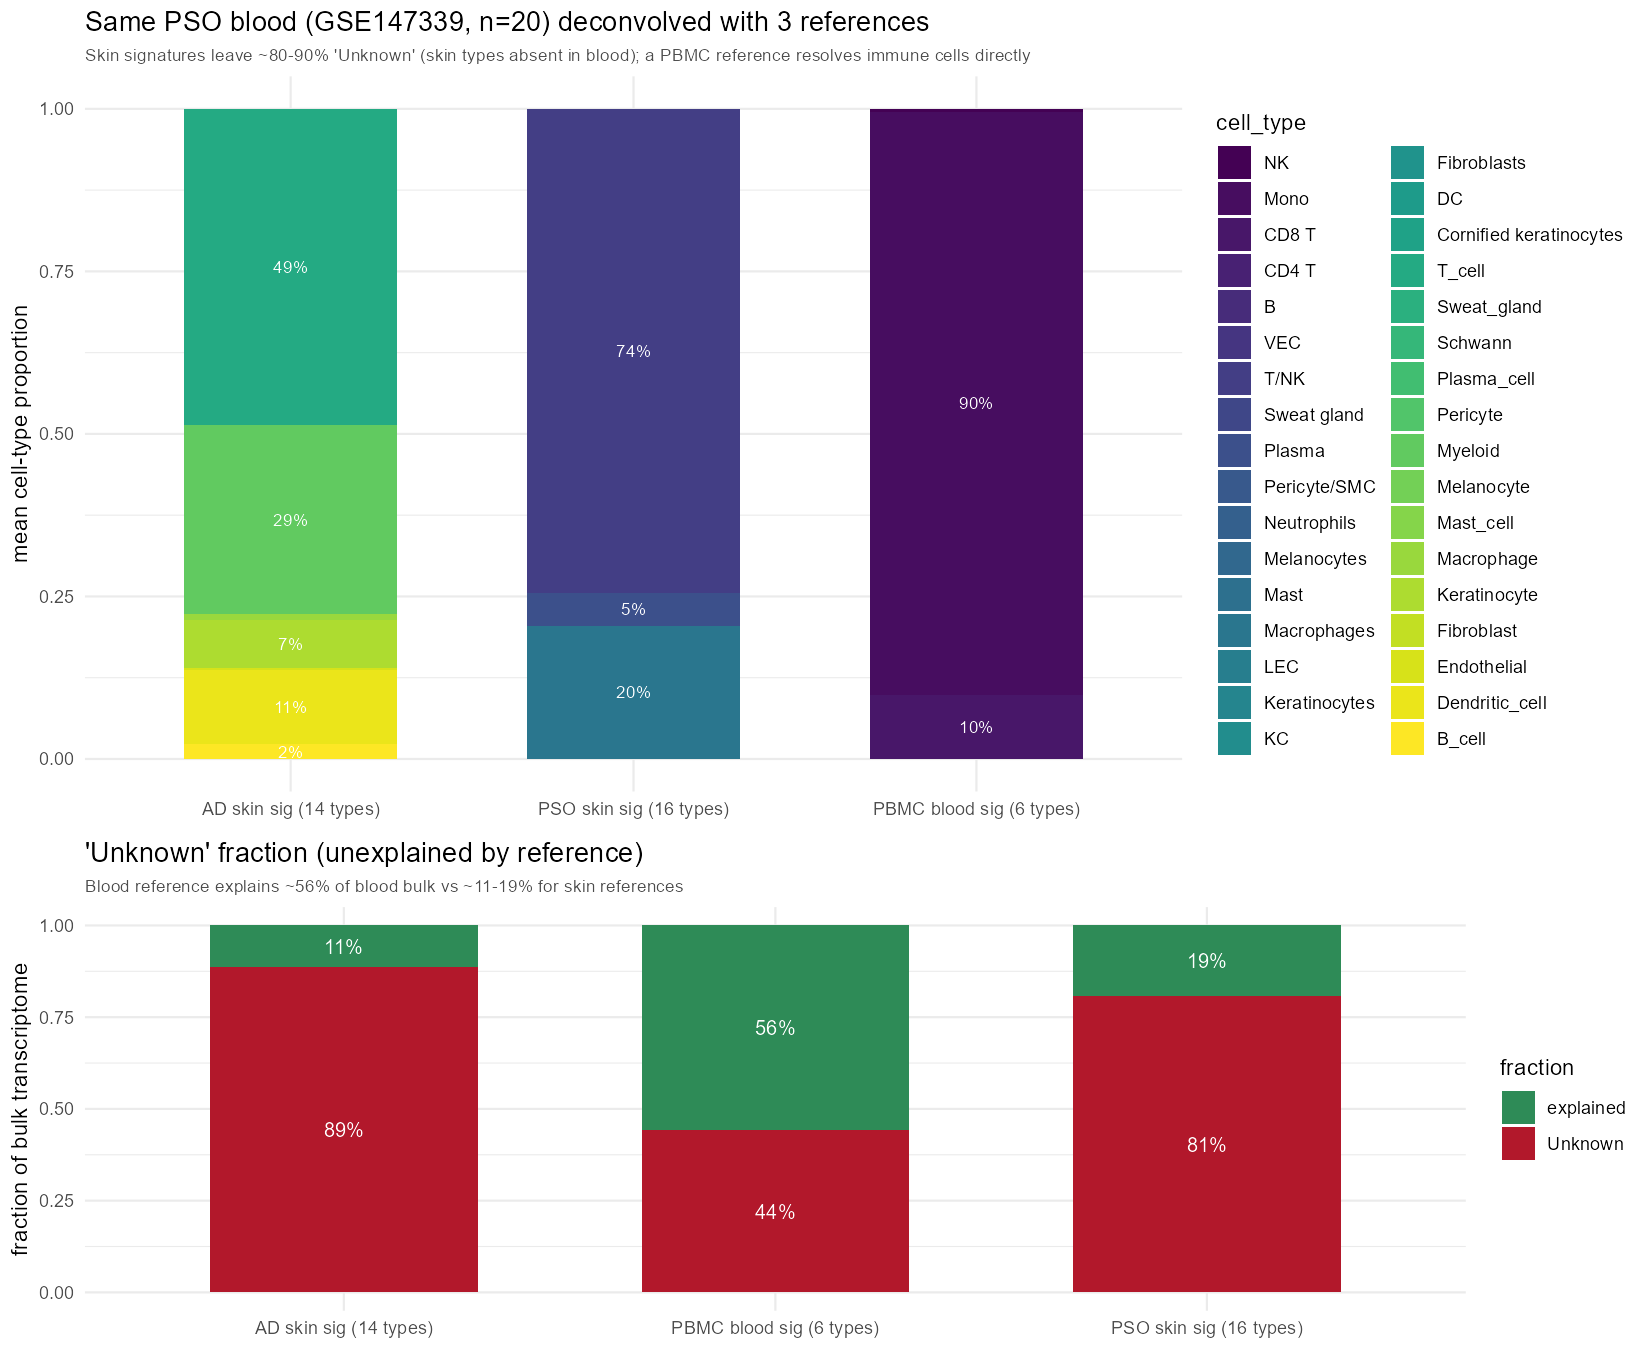 Same PSO blood (GSE147339, n=20) deconvolved with 3 references
Skin signatures leave ~80-90% 'Unknown' (skin types absent in blood); a PBMC reference resolves immune cells directly
mean cell-type proportion
1.00
0.75
0.50
0.25
0.00
49%
29%
7%
11%
2%
74%
5%
20%
90%
10%
AD skin sig (14 types)
PSO skin sig (16 types)
PBMC blood sig (6 types)
cell_type
NK
Mono
CD8 T
CD4 T
B
VEC
T/NK
Sweat gland
Plasma
Pericyte/SMC
Neutrophils
Melanocytes
Mast
Macrophages
LEC
Keratinocytes
KC
Fibroblasts
DC
Cornified keratinocytes
T_cell
Sweat_gland
Schwann
Plasma_cell
Pericyte
Myeloid
Melanocyte
Mast_cell
Macrophage
Keratinocyte
Fibroblast
Endothelial
Dendritic_cell
B_cell
'Unknown' fraction (unexplained by reference)
Blood reference explains ~56% of blood bulk vs ~11-19% for skin references
fraction of bulk transcriptome
1.00
0.75
0.50
0.25
0.00
11%
89%
56%
44%
19%
81%
AD skin sig (14 types)
PBMC blood sig (6 types)
PSO skin sig (16 types)
fraction
explained
Unknown